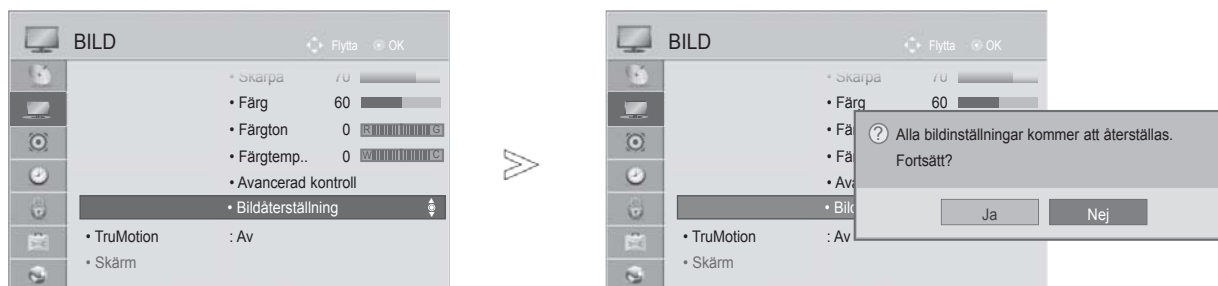 BILD Flytta OK
• Skärpa 70
• Färg 60
• Färgton 0 R G
• Färgtemp.. 0 W C
• Avancerad kontroll
• Bildåterställning
• TruMotion : Av
• Skärm
BILD Flytta OK
• Skärpa 70
• Färg 60
• Fä
• Fä
• Av
• Bild
• TruMotion : Av
• Skärm
? Alla bildinställningar kommer att återställas.
Fortsätt?
Ja Nej